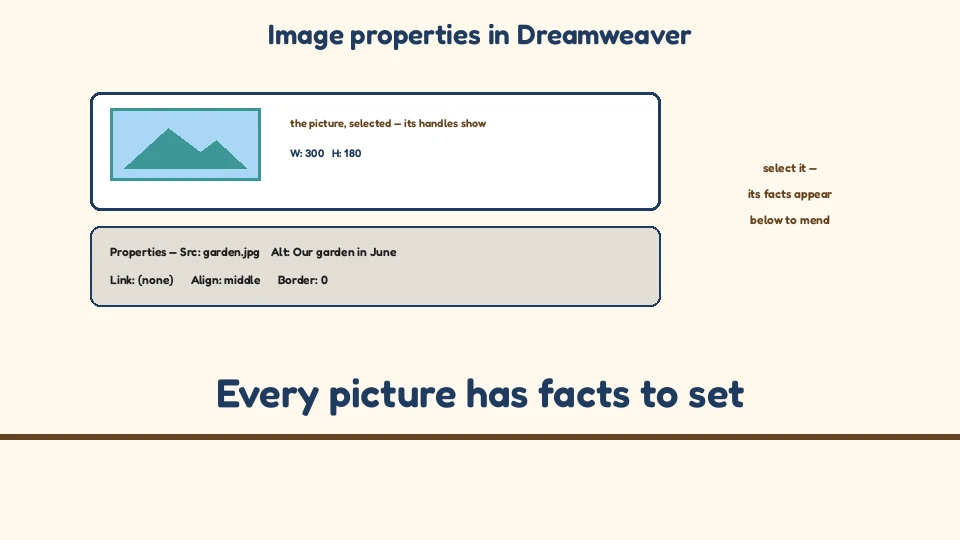 Image properties in Dreamweaver
the picture, selected — its handles show
W: 300 H: 180
select it —
its facts appear
below to mend
Properties — Src: garden.jpg Alt: Our garden in June
Link: (none) Align: middle Border: 0
Every picture has facts to set